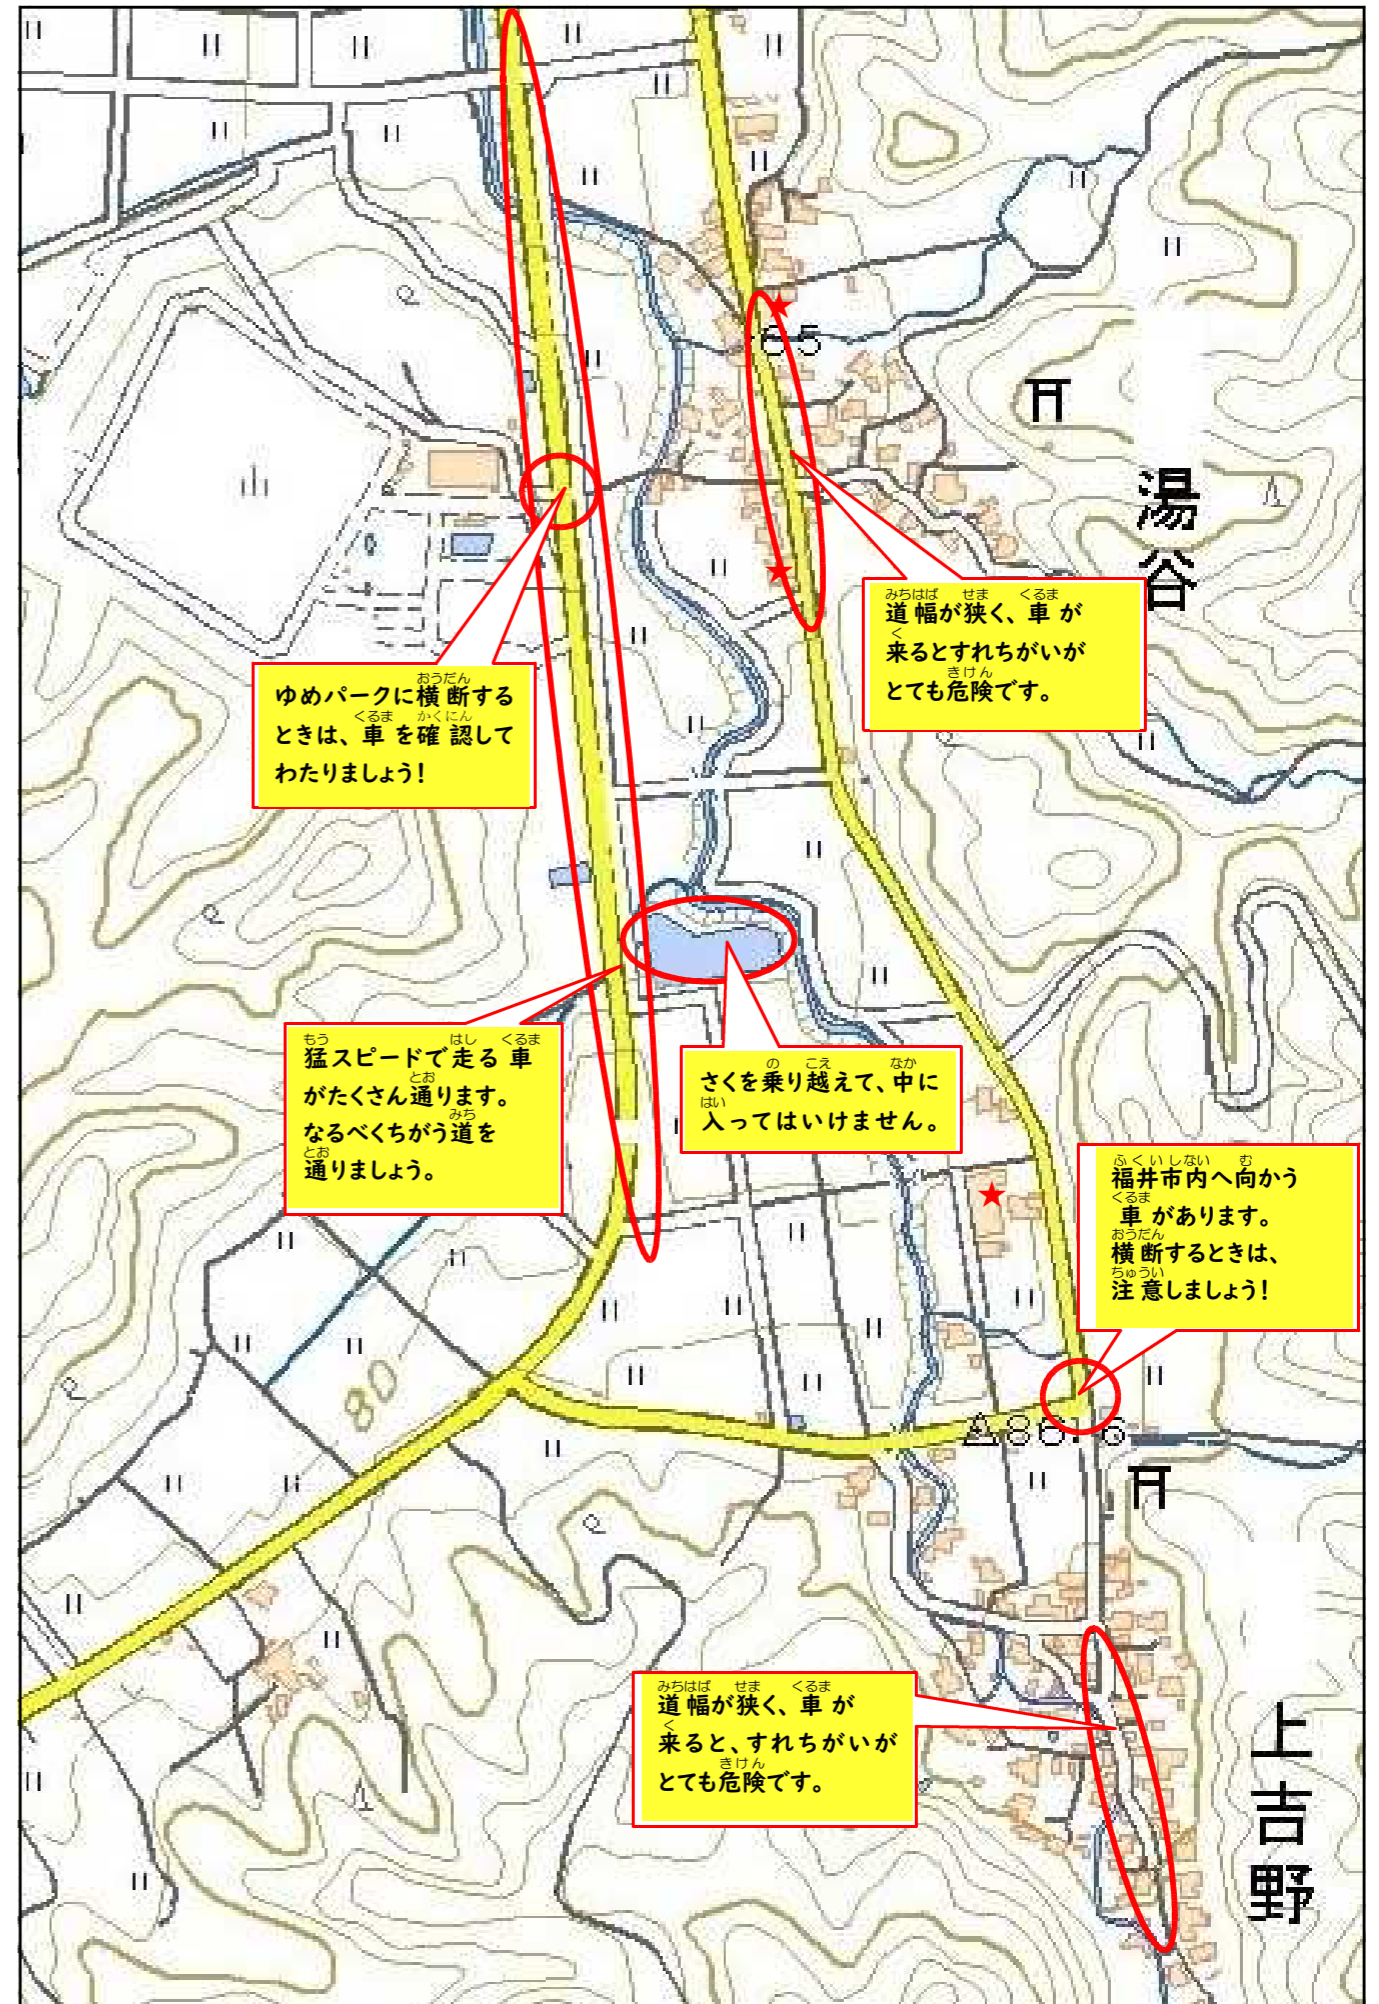 65
湯谷
道幅が狭く、車が
来るとすれちがいが
とても危険です。
ゆめパークに横断する
ときは、車を確認して
わたりましょう!
猛スピードで走る車
がたくさん通ります。
なるべくちがう道を
通りましょう。
さくを乗り越えて、中に
入ってはいけません。
福井市内へ向かう
車があります。
横断するときは、
注意しましょう!
80
86.6
道幅が狭く、車が
来ると、すれちがいが
とても危険です。
上吉野